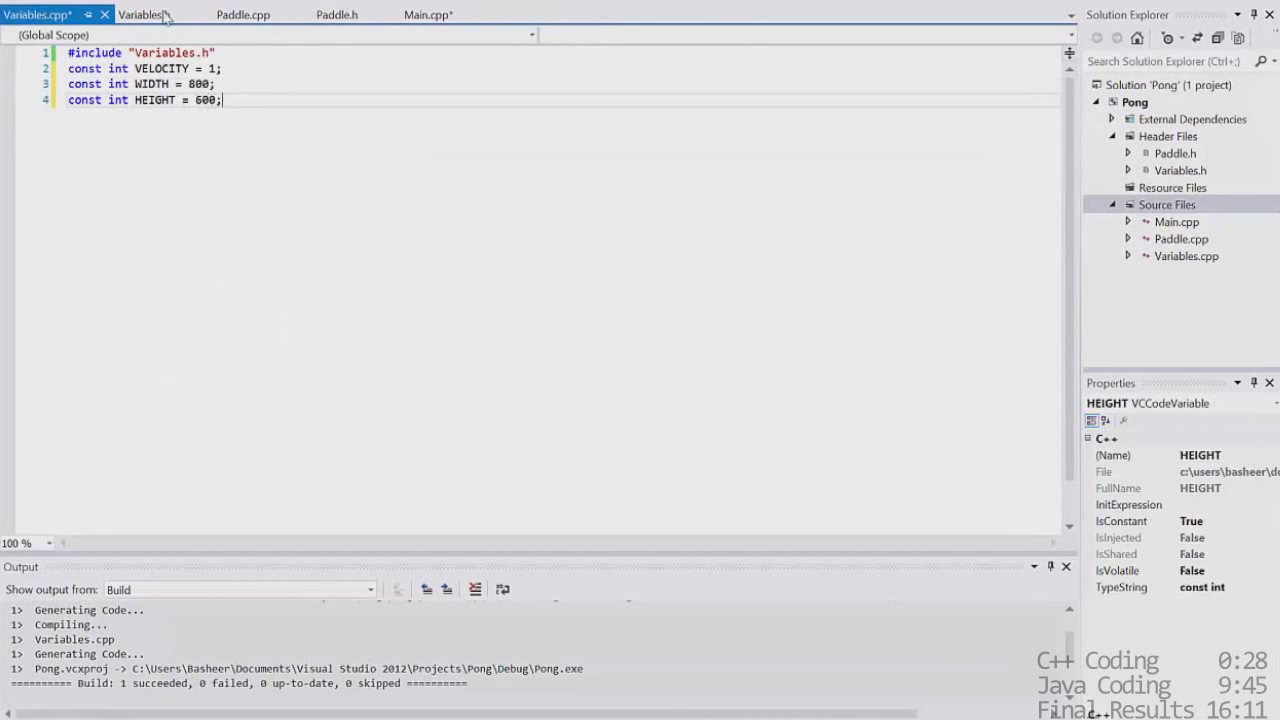 Variables.cpp* Variables.h Paddle.cpp Paddle.h Main.cpp*
(Global Scope)
1 #include "Variables.h"
2 const int VELOCITY = 1;
3 const int WIDTH = 800;
4 const int HEIGHT = 600;
100 %
Output
Show output from: Build
1> Generating Code...
1> Compiling...
1> Variables.cpp
1> Generating Code...
1> Pong.vcxproj -> C:\Users\Basheer\Documents\Visual Studio 2012\Projects\Pong\Debug\Pong.exe
========== Build: 1 succeeded, 0 failed, 0 up-to-date, 0 skipped ==========
Solution Explorer
Search Solution Explorer (Ctrl+;)
Solution 'Pong' (1 project)
Pong
External Dependencies
Header Files
Paddle.h
Variables.h
Resource Files
Source Files
Main.cpp
Paddle.cpp
Variables.cpp
Properties
HEIGHT VCCodeVariable
C++
(Name) HEIGHT
File c:\users\basheer\do
FullName HEIGHT
InitExpression
IsConstant True
IsInjected False
IsShared False
IsVolatile False
TypeString const int
C++ Coding 0:28
Java Coding 9:45
Final Results 16:11
C++